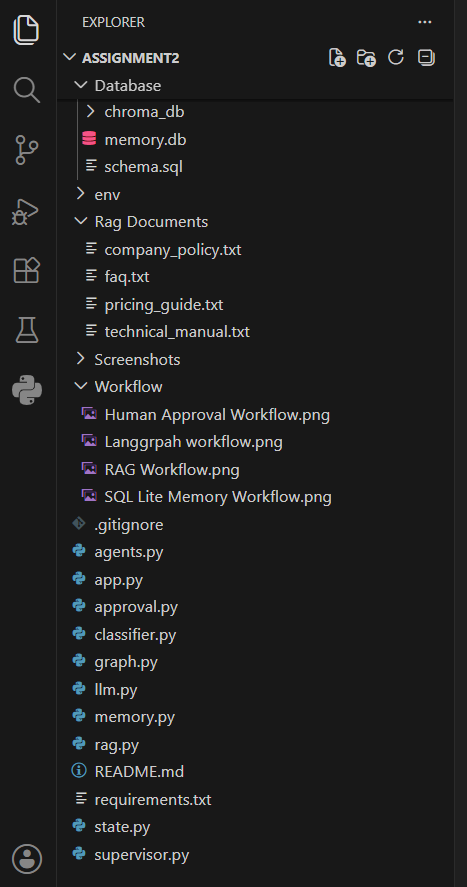 EXPLORER
ASSIGNMENT2
Database
chroma_db
memory.db
schema.sql
env
Rag Documents
company_policy.txt
faq.txt
pricing_guide.txt
technical_manual.txt
Screenshots
Workflow
Human Approval Workflow.png
Langgrpah workflow.png
RAG Workflow.png
SQL Lite Memory Workflow.png
.gitignore
agents.py
app.py
approval.py
classifier.py
graph.py
llm.py
memory.py
rag.py
README.md
requirements.txt
state.py
supervisor.py